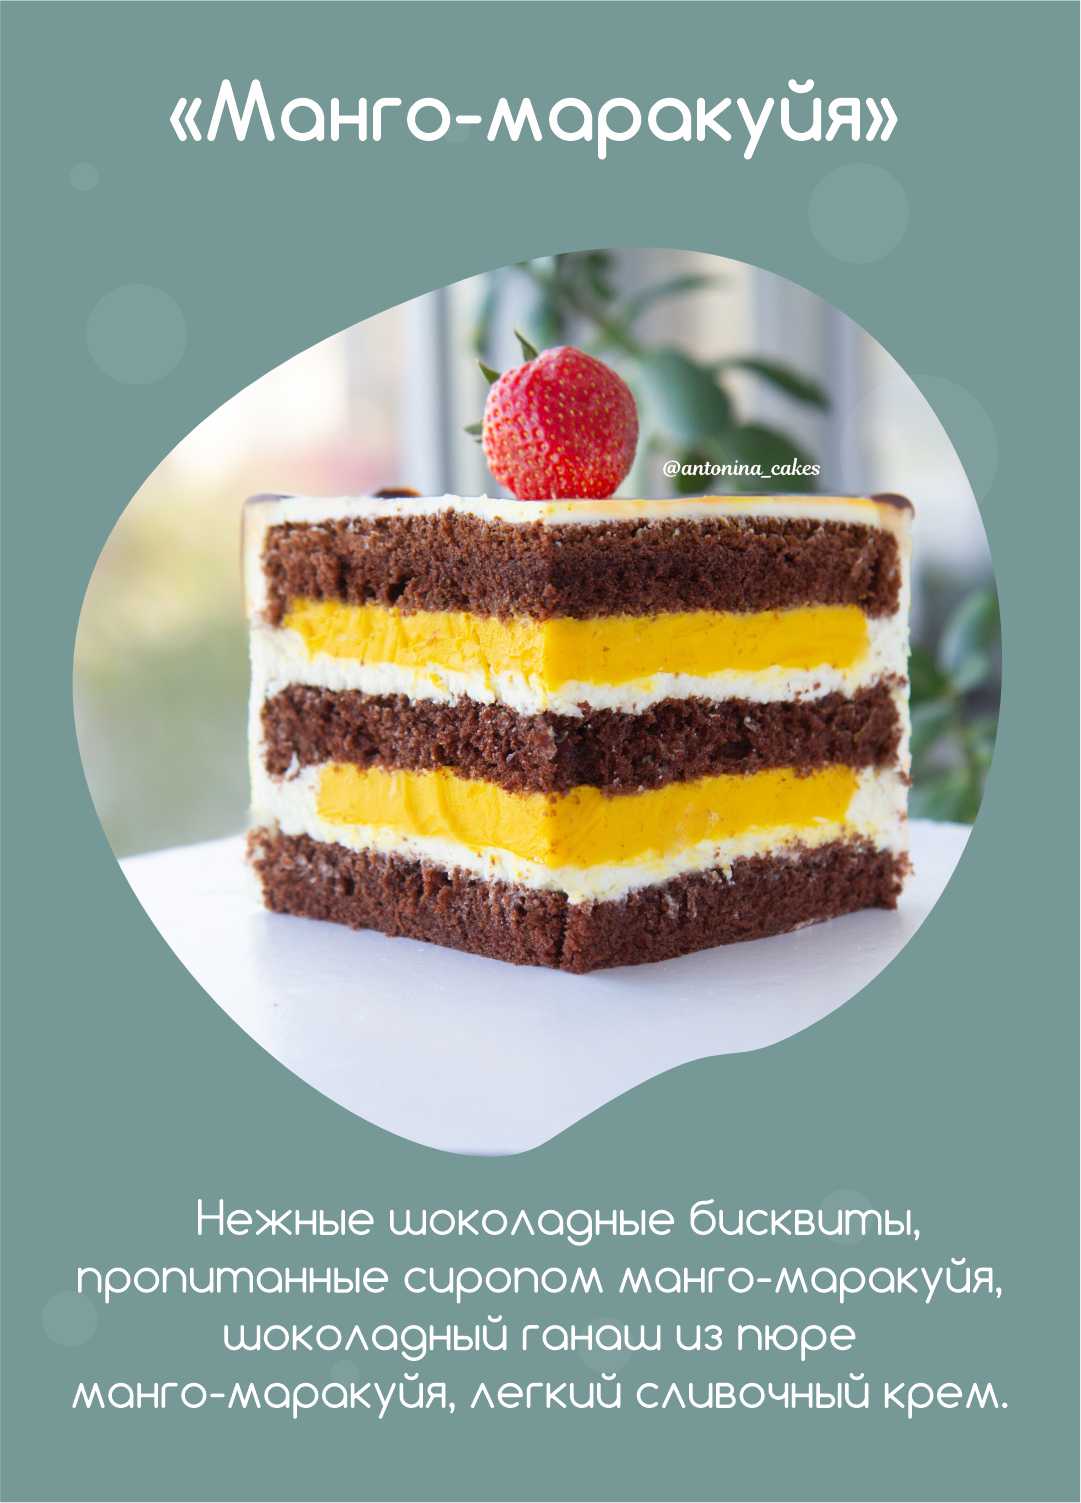 «Манго-маракуйя»
@antonina_cakes
Нежные шоколадные бисквиты,
пропитанные сиропом манго-маракуйя,
шоколадный ганаш из пюре
манго-маракуйя, легкий сливочный крем.